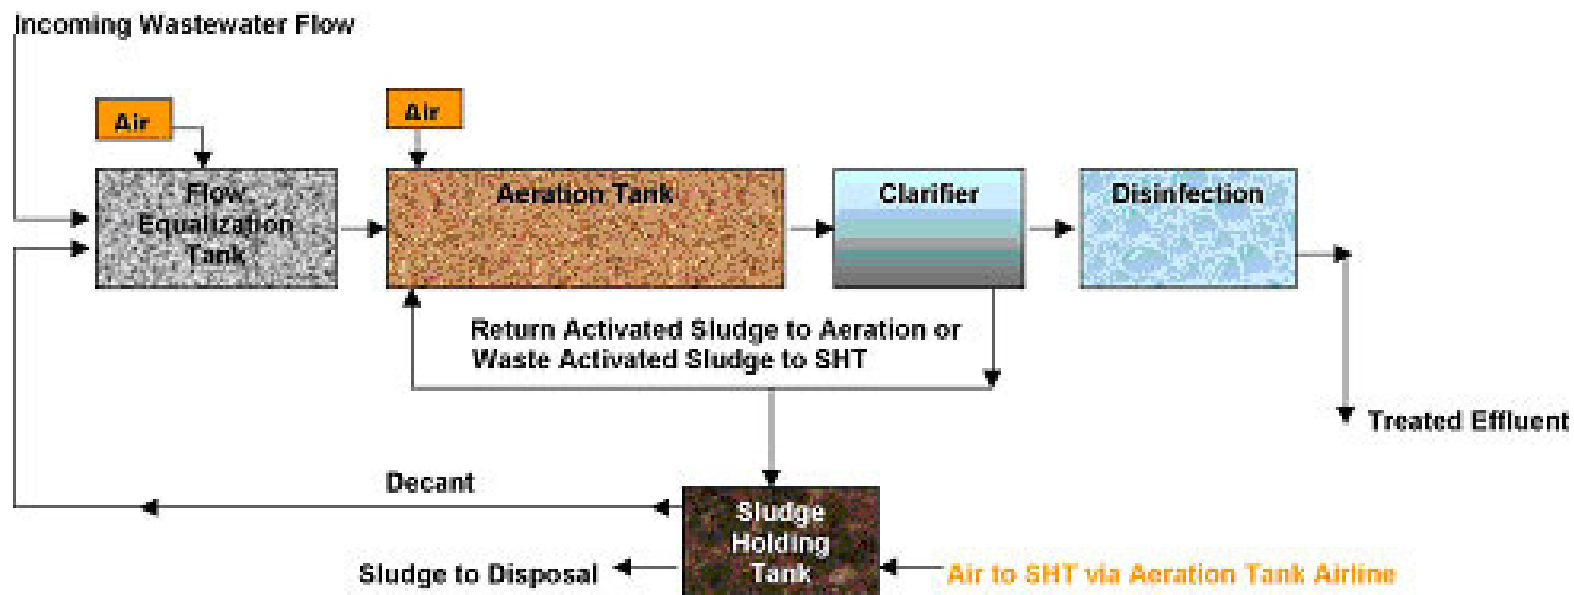 Incoming Wastewater Flow
Air
Air
Flow
Equalization
Tank
Aeration Tank
Clarifier
Disinfection
Return Activated Sludge to Aeration or
Waste Activated Sludge to SHT
Treated Effluent
Decant
Sludge
Holding
Tank
Sludge to Disposal
Air to SHT via Aeration Tank Airline